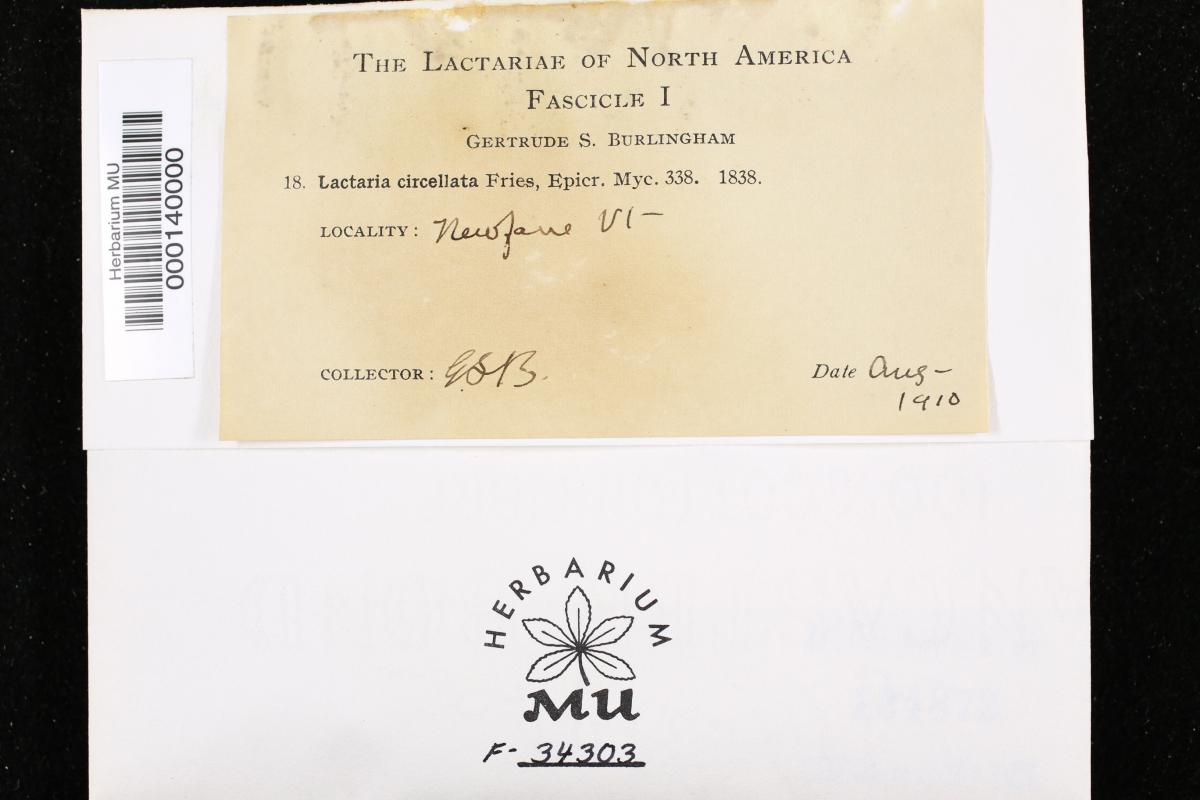 THE LACTARIAE OF NORTH AMERICA
FASCICLE I
GERTRUDE S. BURLINGHAM
18. Lactaria circellata Fries, Epicr. Myc. 338. 1838.
LOCALITY: Newfane Vt-
COLLECTOR: G.S.B.
Date Aug-
1910
Herbarium MU
000140000
HERBARIUM
MU
F- 34303